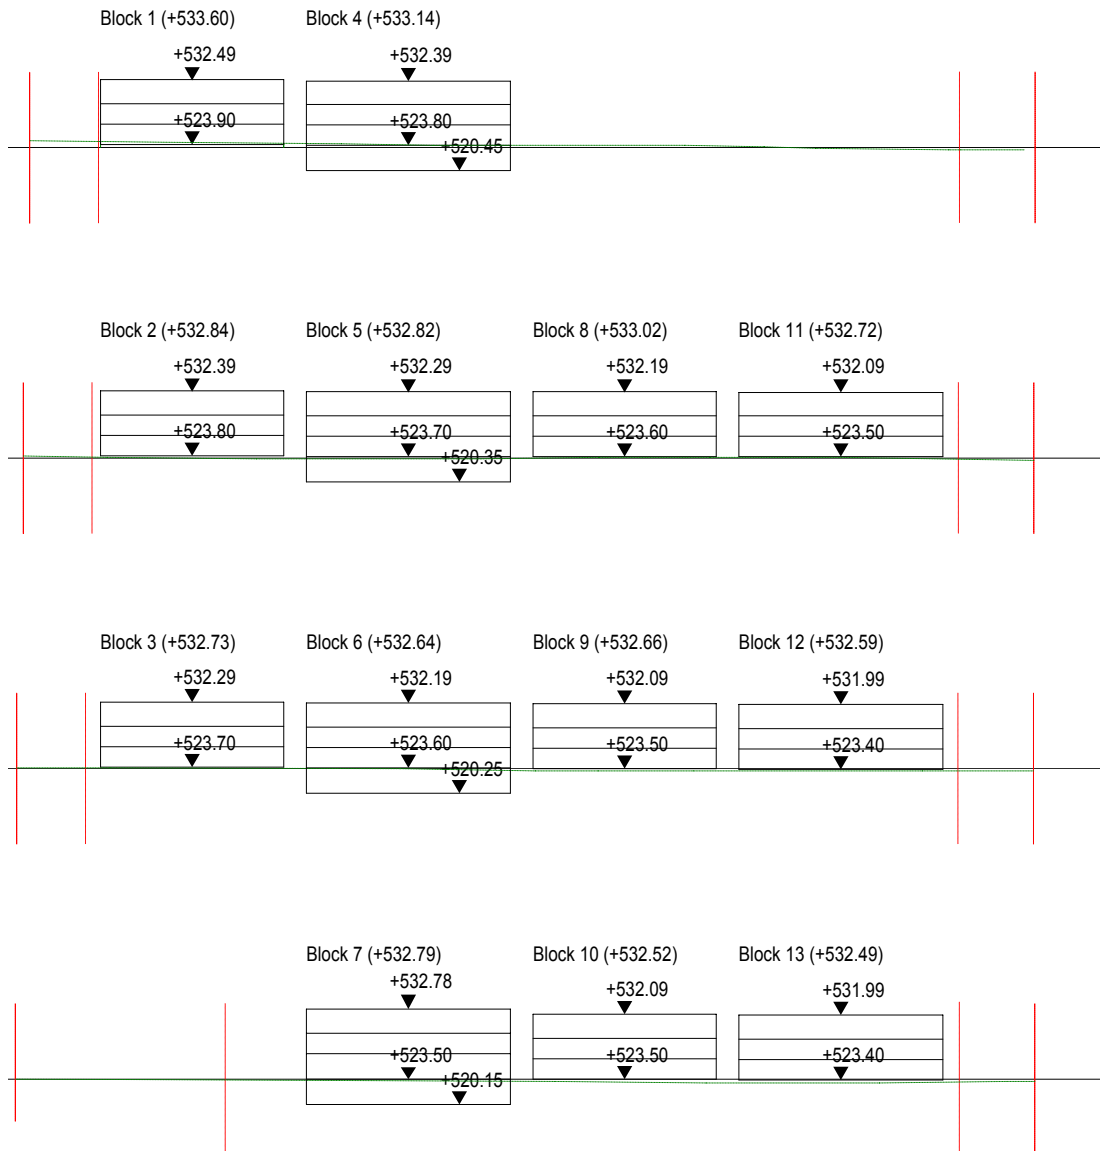 Block 1 (+533.60) Block 4 (+533.14)
+532.49 +532.39
+523.90 +523.80
+520.45
Block 2 (+532.84) Block 5 (+532.82) Block 8 (+533.02) Block 11 (+532.72)
+532.39 +532.29 +532.19 +532.09
+523.80 +523.70 +523.60 +523.50
+520.35
Block 3 (+532.73) Block 6 (+532.64) Block 9 (+532.66) Block 12 (+532.59)
+532.29 +532.19 +532.09 +531.99
+523.70 +523.60 +523.50 +523.40
+520.25
Block 7 (+532.79) Block 10 (+532.52) Block 13 (+532.49)
+532.78 +532.09 +531.99
+523.50 +523.50 +523.40
+520.15